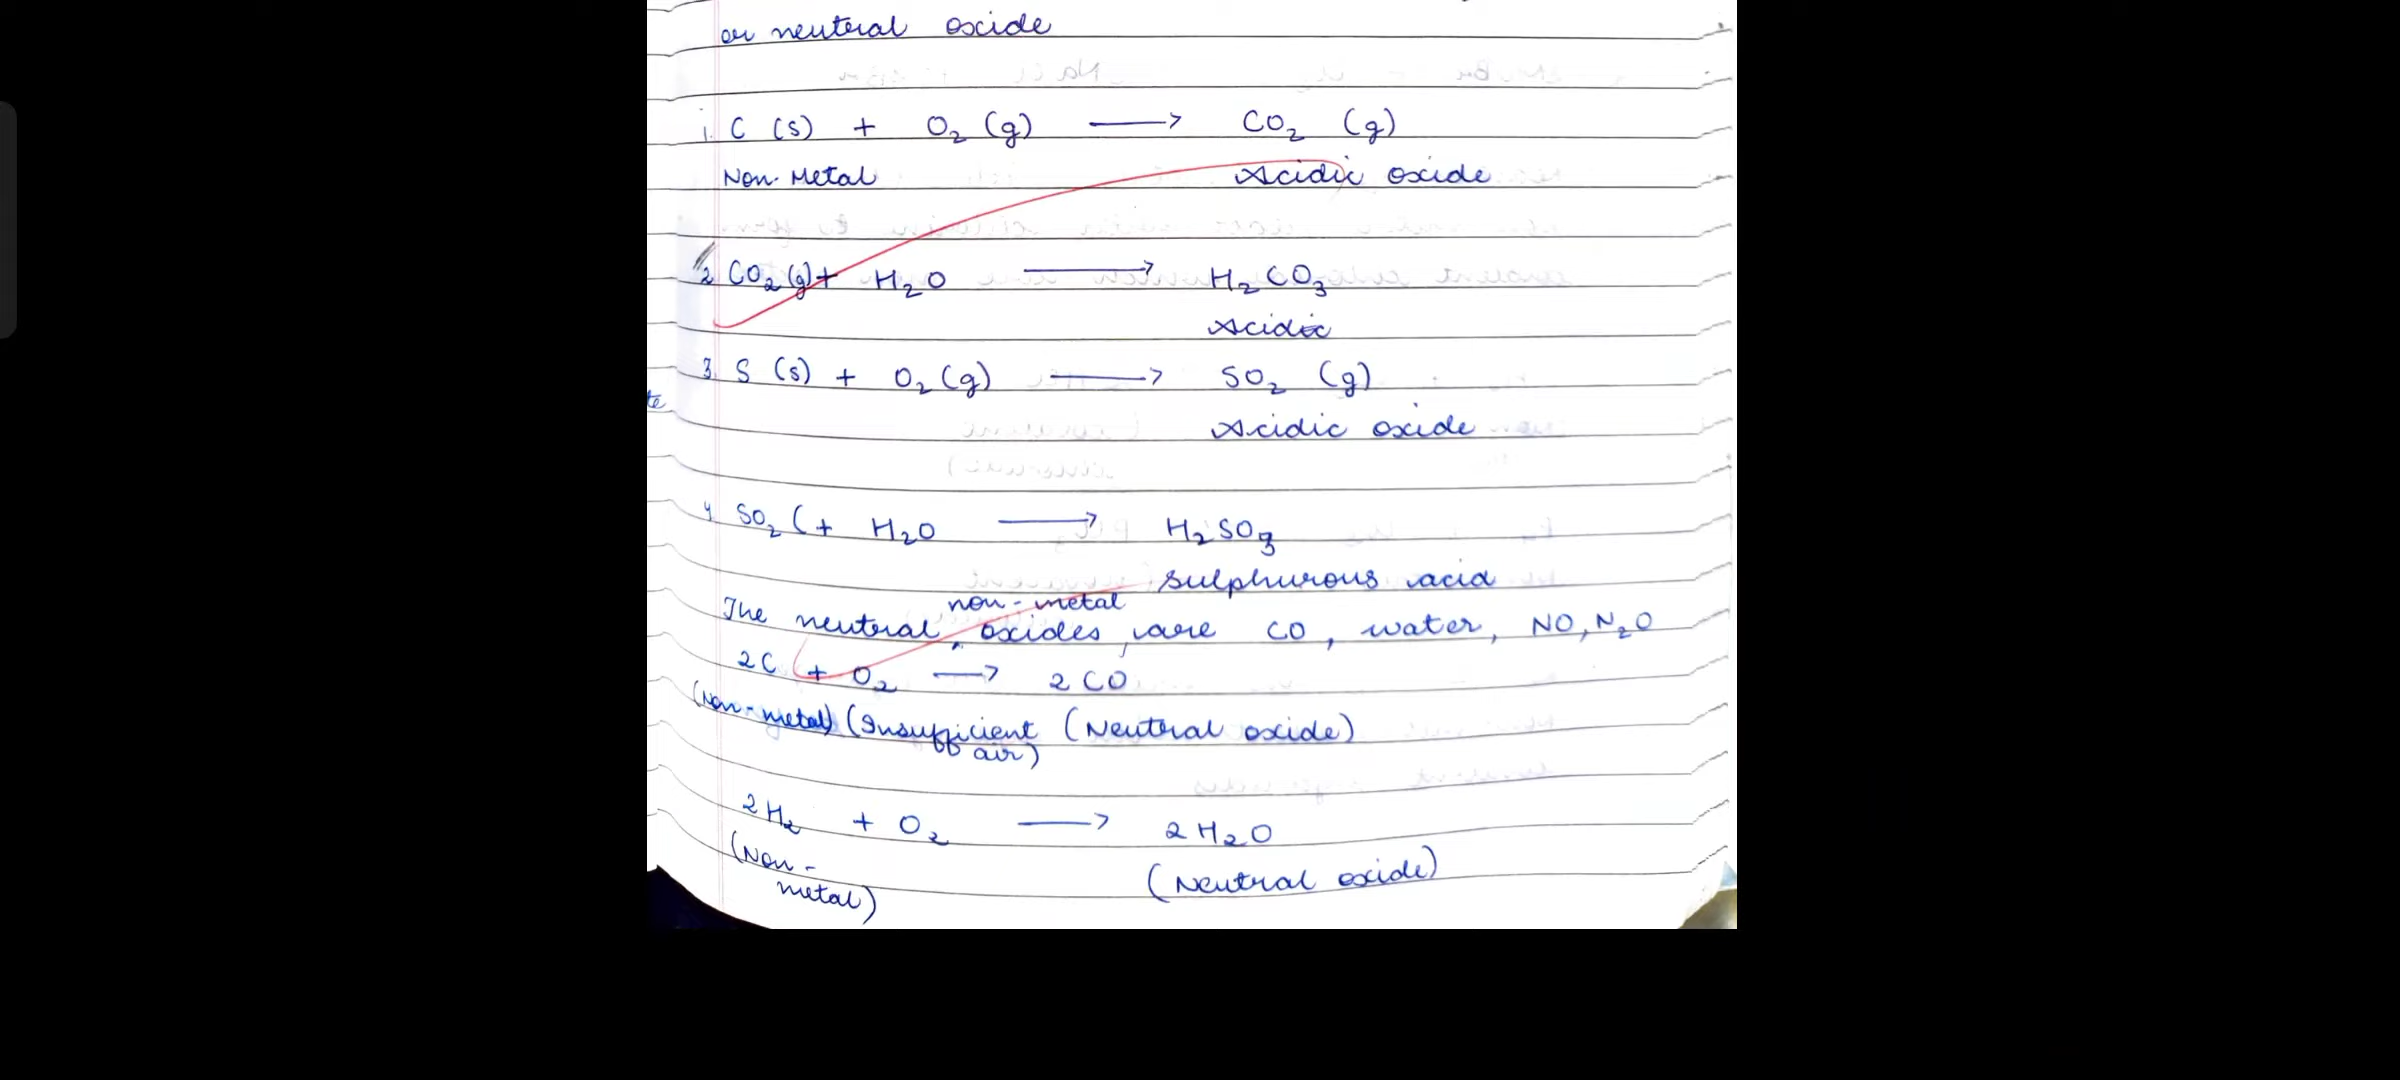 or neutral oxide
1. C (s) + O₂ (g) ⟶ CO₂ (g)
Non-Metal Acidic oxide
2 CO₂ (g) + H₂O ⟶ H₂CO₃
Acidic
3. S (s) + O₂ (g) ⟶ SO₂ (g)
te
Acidic oxide
4. SO₂ ( + H₂O ⟶ H₂SO₃
sulphurous acid
non-metal
The neutral, oxides, are CO, water, NO, N₂O
2C + O₂ ⟶ 2CO
(Non-metal) (Insufficient (Neutral oxide)
air)
2H₂ + O₂ ⟶ 2H₂O
(Non-
metal) (Neutral oxide)